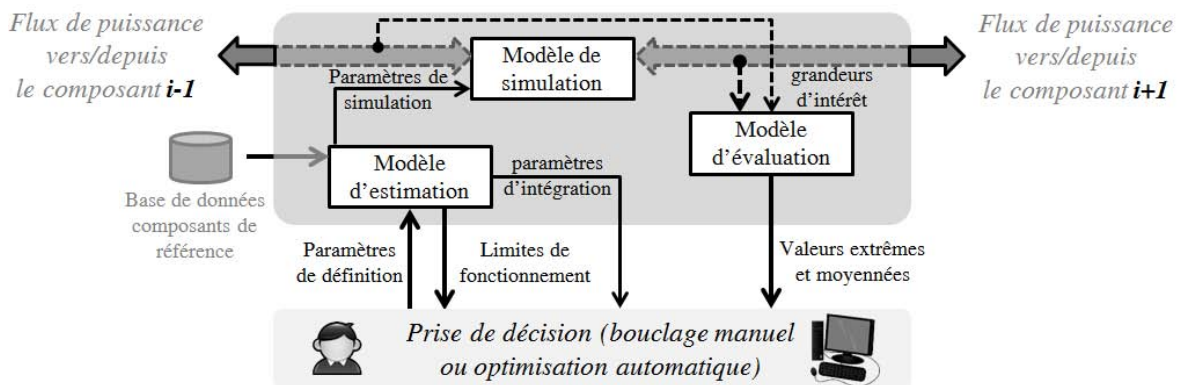 Flux de puissance
vers/depuis
le composant i-1
Modèle de
simulation
Flux de puissance
vers/depuis
le composant i+1
Paramètres de
simulation
grandeurs
d'intérêt
Modèle
d'évaluation
Modèle
d'estimation
paramètres
d'intégration
Base de données
composants de
référence
Paramètres
de définition
Limites de
fonctionnement
Valeurs extrêmes
et moyennées
Prise de décision (bouclage manuel
ou optimisation automatique)